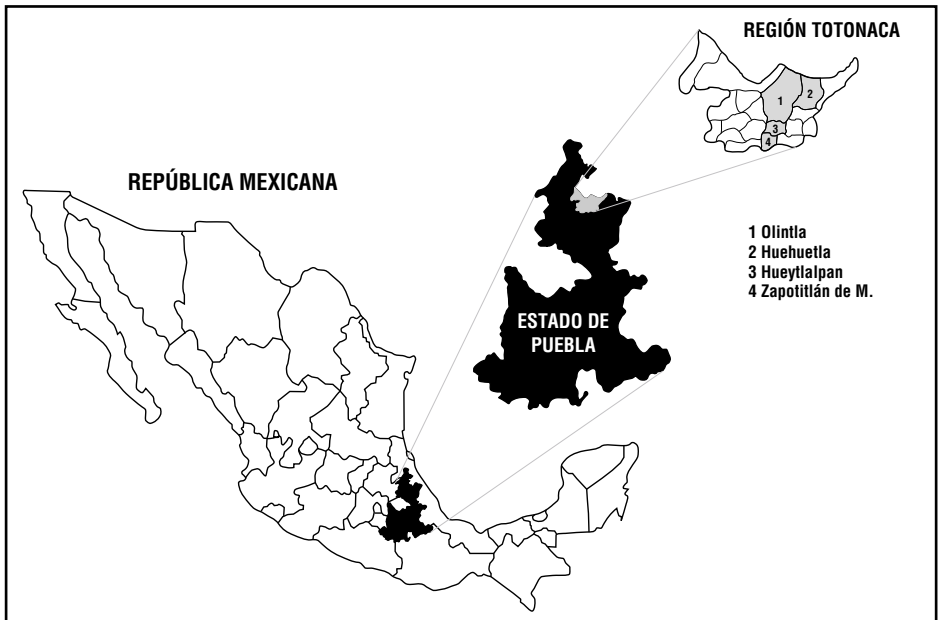 REGIÓN TOTONACA
1
2
3
4
REPÚBLICA MEXICANA
1 Olintla
2 Huehuetla
3 Hueytlalpan
4 Zapotitlán de M.
ESTADO DE
PUEBLA